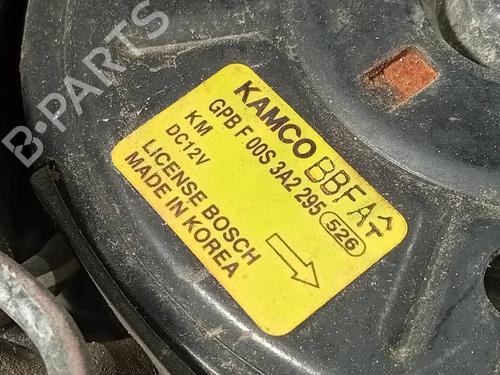 B-PARTS
KAMCO BBFA
GPB F 00S 3A2 295 526
KM
DC12V
LICENSE BOSCH
MADE IN KOREA